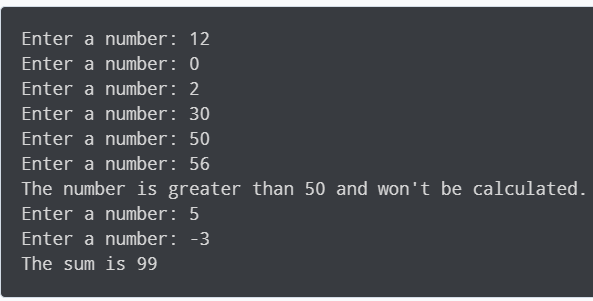 Enter a number: 12
Enter a number: 0
Enter a number: 2
Enter a number: 30
Enter a number: 50
Enter a number: 56
The number is greater than 50 and won't be calculated.
Enter a number: 5
Enter a number: -3
The sum is 99